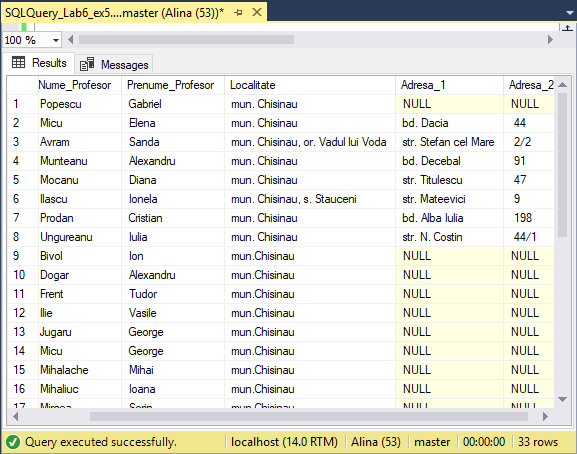 SQLQuery_Lab6_ex5....master (Alina (53))*
100 %
Results Messages
Nume_Profesor Prenume_Profesor Localitate Adresa_1 Adresa_2
1 Popescu Gabriel mun. Chisinau NULL NULL
2 Micu Elena mun. Chisinau bd. Dacia 44
3 Avram Sanda mun. Chisinau, or. Vadul lui Voda str. Stefan cel Mare 2/2
4 Munteanu Alexandru mun. Chisinau bd. Decebal 91
5 Mocanu Diana mun. Chisinau str. Titulescu 47
6 Ilascu Ionela mun. Chisinau, s. Stauceni str. Mateevici 9
7 Prodan Cristian mun. Chisinau bd. Alba Iulia 198
8 Ungureanu Iulia mun. Chisinau str. N. Costin 44/1
9 Bivol Ion mun.Chisinau NULL NULL
10 Dogar Alexandru mun.Chisinau NULL NULL
11 Frent Tudor mun.Chisinau NULL NULL
12 Ilie Vasile mun.Chisinau NULL NULL
13 Jugaru George mun.Chisinau NULL NULL
14 Micu George mun.Chisinau NULL NULL
15 Mihalache Mihai mun.Chisinau NULL NULL
16 Mihaliuc Ioana mun.Chisinau NULL NULL
17 Mircea Sorin mun.Chisinau NULL NULL
Query executed successfully. localhost (14.0 RTM) Alina (53) master 00:00:00 33 rows